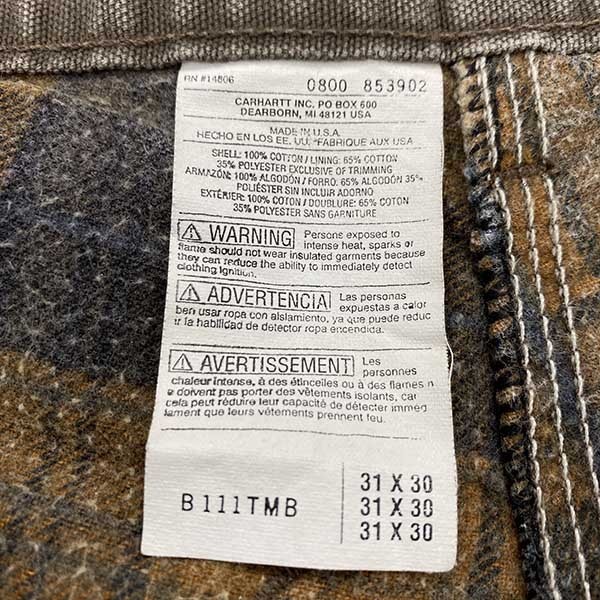 RN #14806 0800 853902
CARHARTT INC. PO BOX 600
DEARBORN, MI 48121 USA
MADE IN U.S.A.
HECHO EN LOS EE. UU. *FABRIQUE AUX USA
SHELL: 100% COTTON / LINING: 65% COTTON
35% POLYESTER EXCLUSIVE OF TRIMMING
ARMAZON: 100% ALGODÓN / FORRO: 65% ALGODÓN 35%
POLIÉSTER SIN INCLUIR ADORNO
EXTÉRIER: 100% COTON / DOUBLURE: 65% COTON
35% POLYESTER SANS GARNITURE
WARNING Persons exposed to
intense heat, sparks or
flame should not wear insulated garments because
they can reduce the ability to immediately detect
clothing ignition.
ADVERTENCIA Las personas
expuestas a calor
ben usar ropa con aislamiento, ya que puede reduc
ir la habilidad de detector ropa encendida.
AVERTISSEMENT Les
personnes
chaleur intense, à des étincelles ou à des flames n
e doivent pas porter des vêtements isolants, car
cela peut réduire leur capacité de détecter immed
iament que leurs vêtements prennent feu.
B111TMB
31 X 30
31 X 30
31 X 30